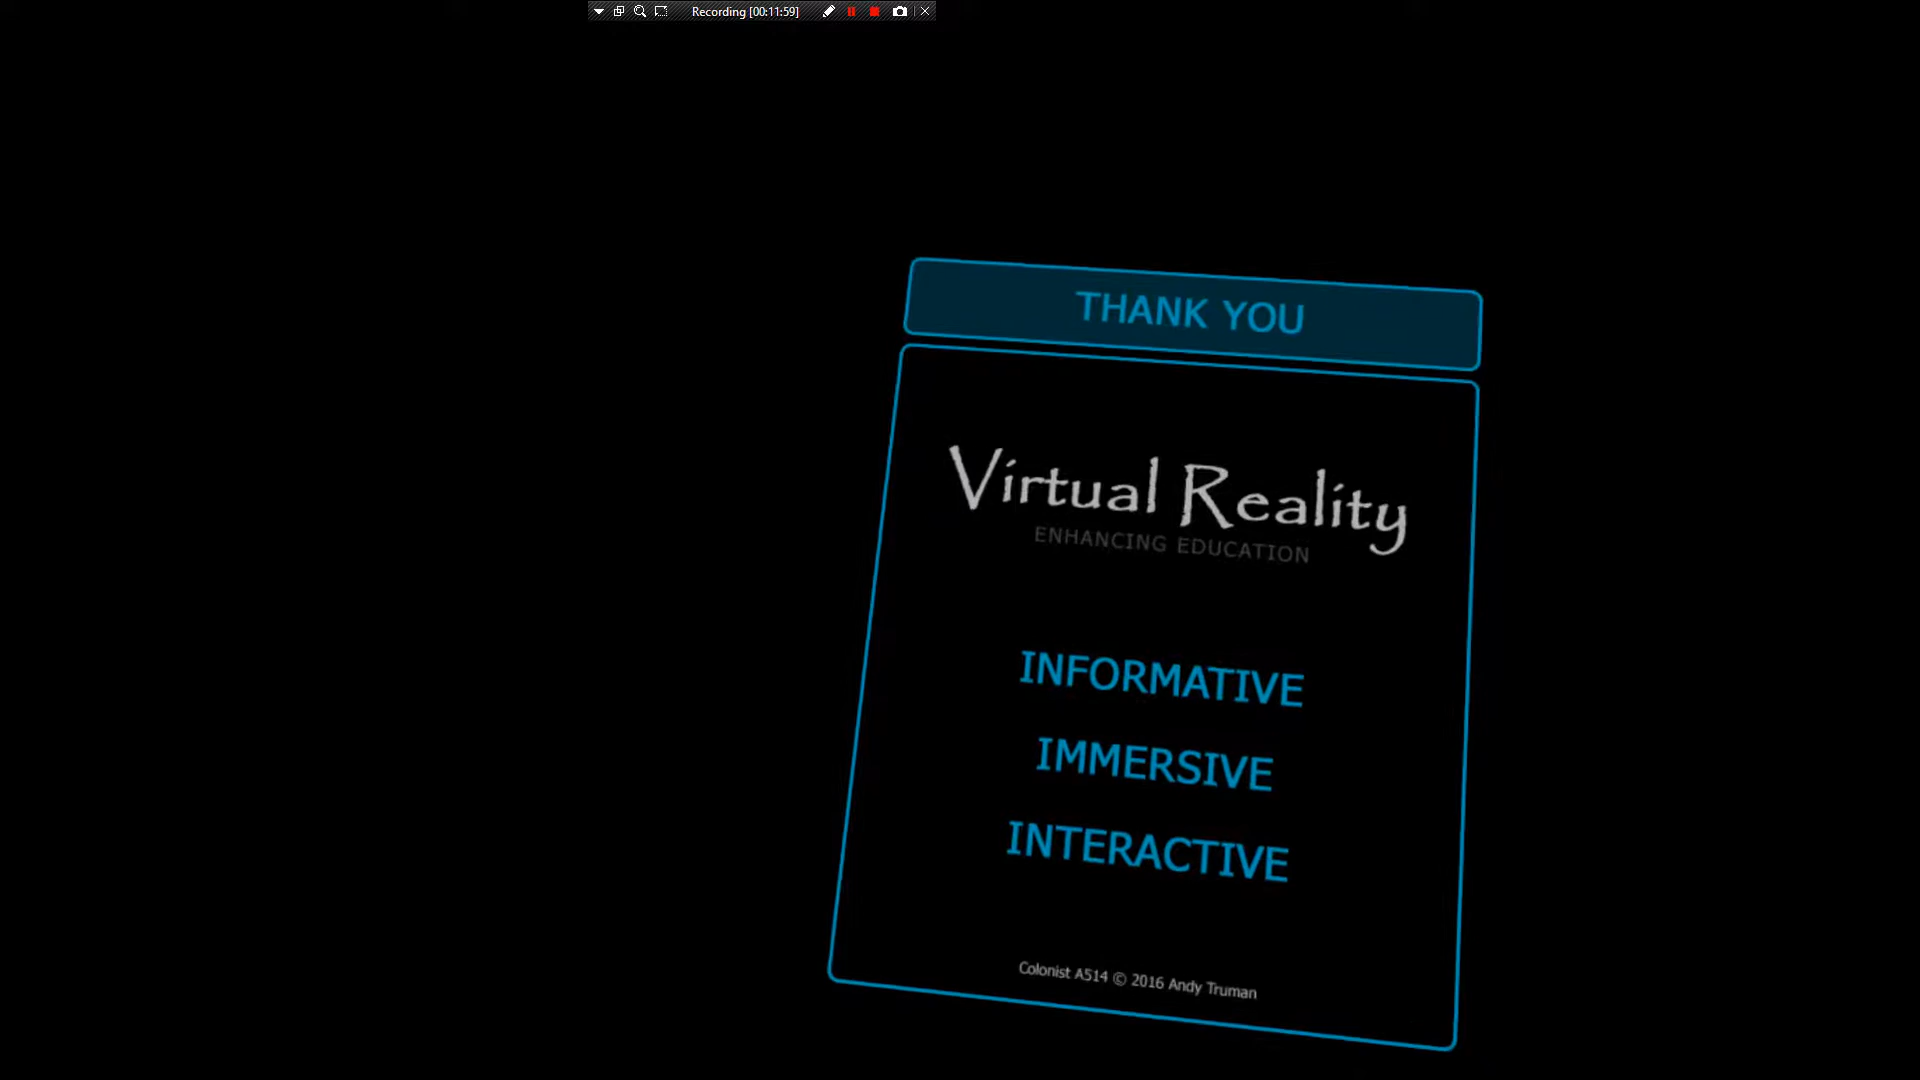 Recording [00:11:59]
THANK YOU
Virtual Reality
ENHANCING EDUCATION
INFORMATIVE
IMMERSIVE
INTERACTIVE
Colonist A514 © 2016 Andy Truman